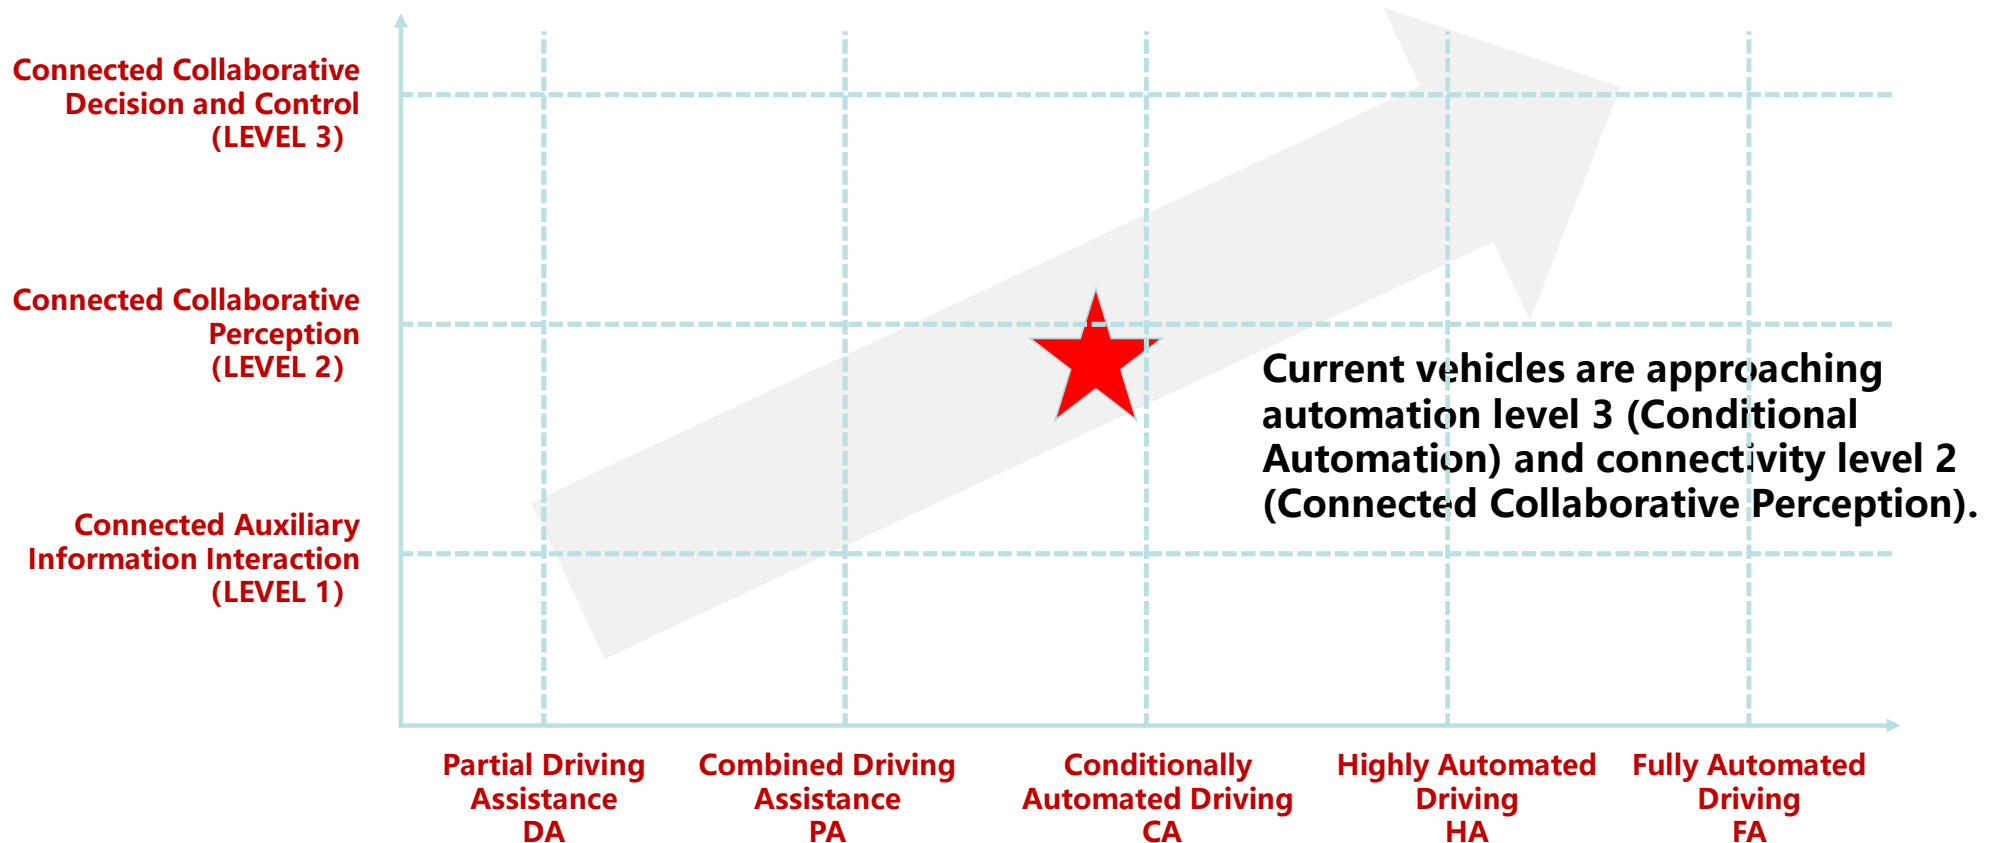 Connected Collaborative
Decision and Control
(LEVEL 3)
Connected Collaborative
Perception
(LEVEL 2)
Current vehicles are approaching
automation level 3 (Conditional
Automation) and connectivity level 2
(Connected Collaborative Perception).
Connected Auxiliary
Information Interaction
(LEVEL 1)
Partial Driving
Assistance
DA
Combined Driving
Assistance
PA
Conditionally
Automated Driving
CA
Highly Automated
Driving
HA
Fully Automated
Driving
FA